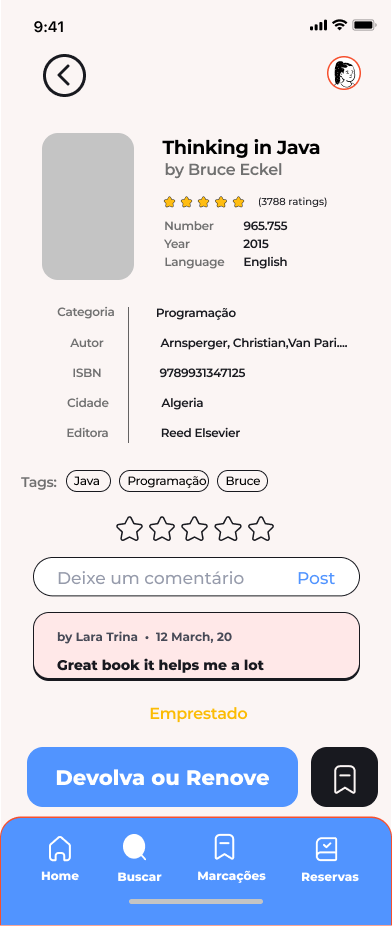 9:41
Thinking in Java
by Bruce Eckel
(3788 ratings)
Number 965.755
Year 2015
Language English
Categoria Programação
Autor Arnsperger, Christian,Van Pari....
ISBN 9789931347125
Cidade Algeria
Editora Reed Elsevier
Tags: Java Programação Bruce
Deixe um comentário Post
by Lara Trina • 12 March, 20
Great book it helps me a lot
Emprestado
Devolva ou Renove
Home Buscar Marcações Reservas